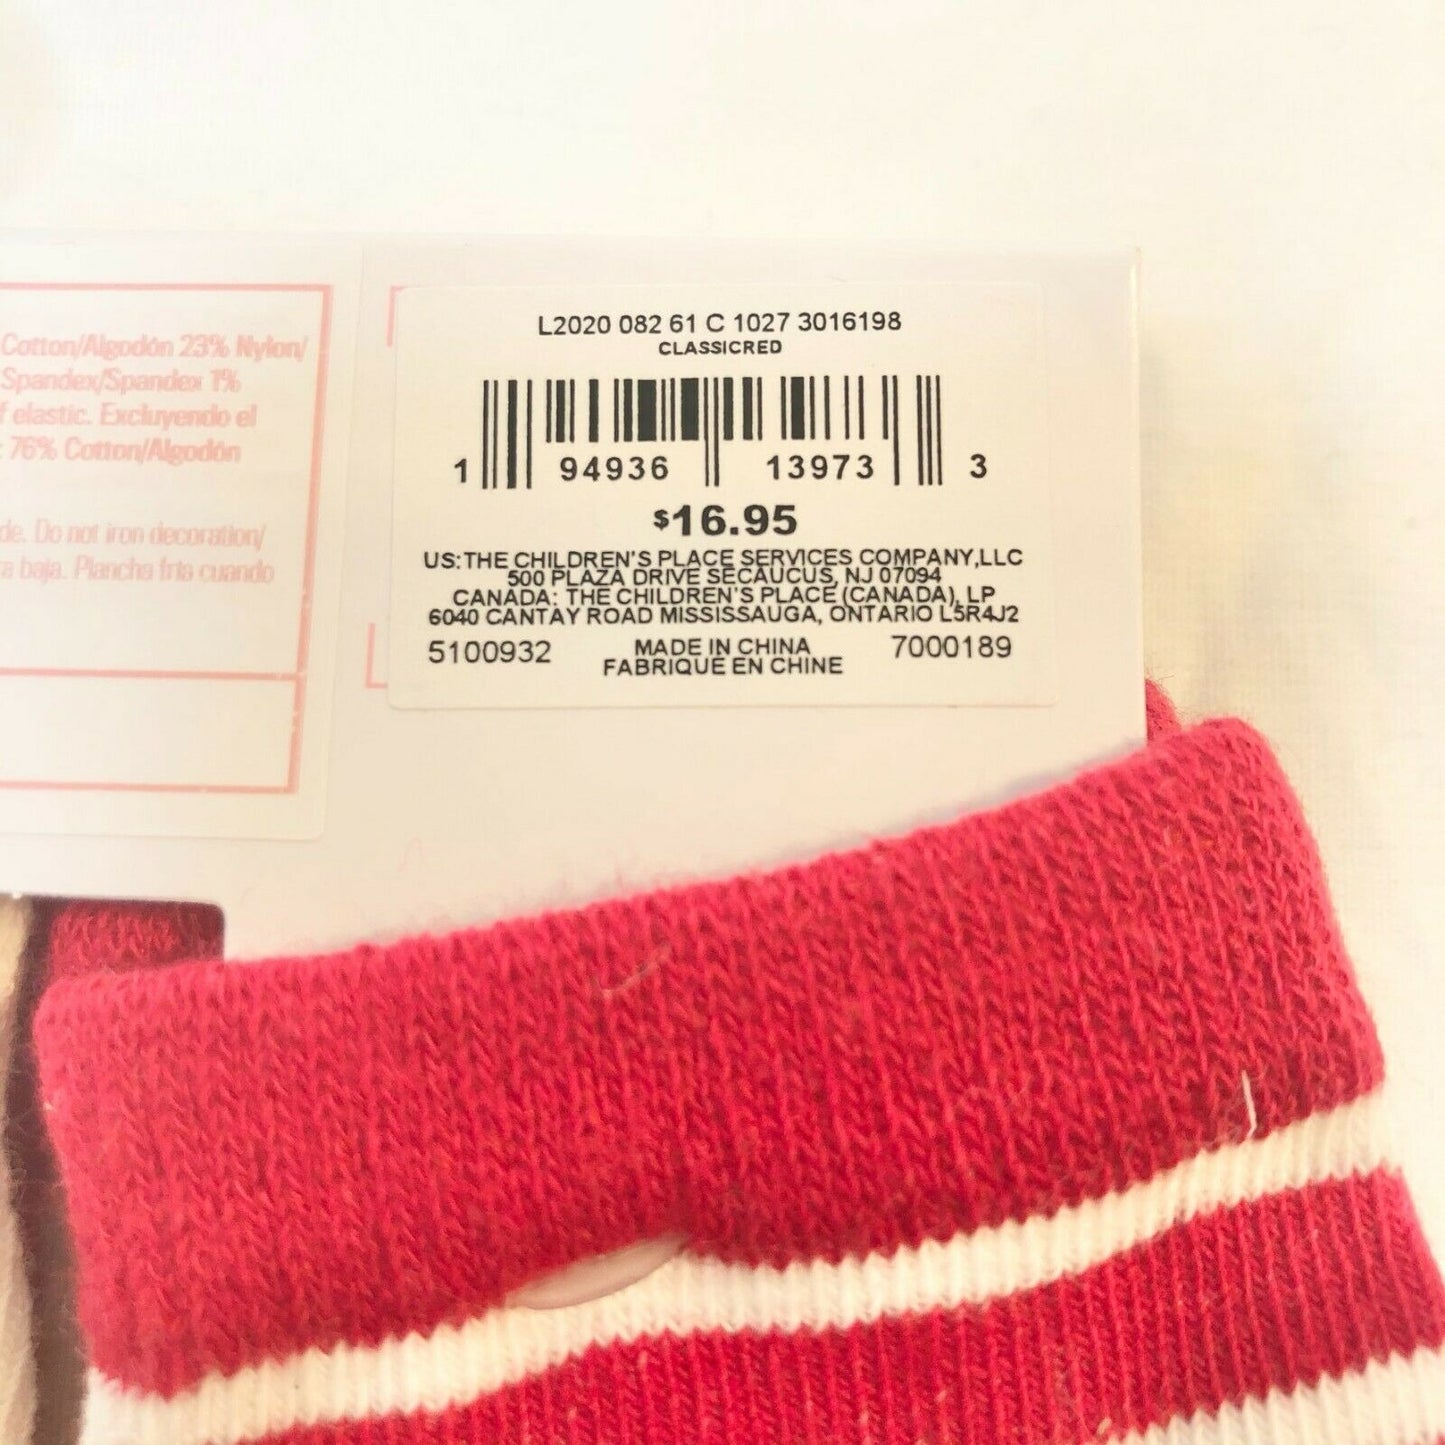 Cotton/Algodón 23% Nylon/
Spandex/Spandex 1%
f elastic. Excluyendo el
: 76% Cotton/Algodón
de. Do not iron decoration/
a baja. Plancha fria cuando
L2020 082 61 C 1027 3016198
CLASSICRED
1 94936 13973 3
$16.95
US:THE CHILDREN'S PLACE SERVICES COMPANY,LLC
500 PLAZA DRIVE SECAUCUS, NJ 07094
CANADA: THE CHILDREN'S PLACE (CANADA), LP
6040 CANTAY ROAD MISSISSAUGA, ONTARIO L5R4J2
5100932 MADE IN CHINA 7000189
FABRIQUE EN CHINE